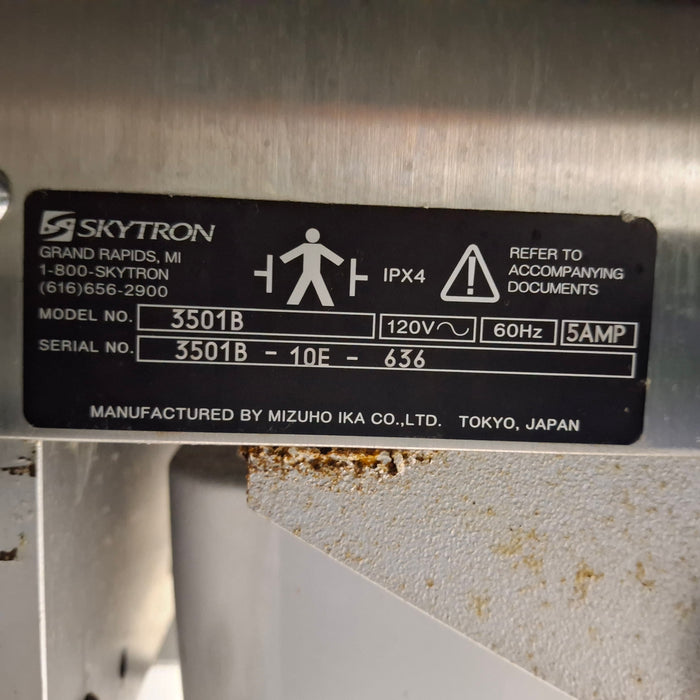 SKYTRON
GRAND RAPIDS, MI
1-800-SKYTRON
(616)656-2900
IPX4
REFER TO
ACCOMPANYING
DOCUMENTS
MODEL NO. 3501B 120V 60Hz 5AMP
SERIAL NO. 3501B - 10E - 636
MANUFACTURED BY MIZUHO IKA CO.,LTD. TOKYO, JAPAN